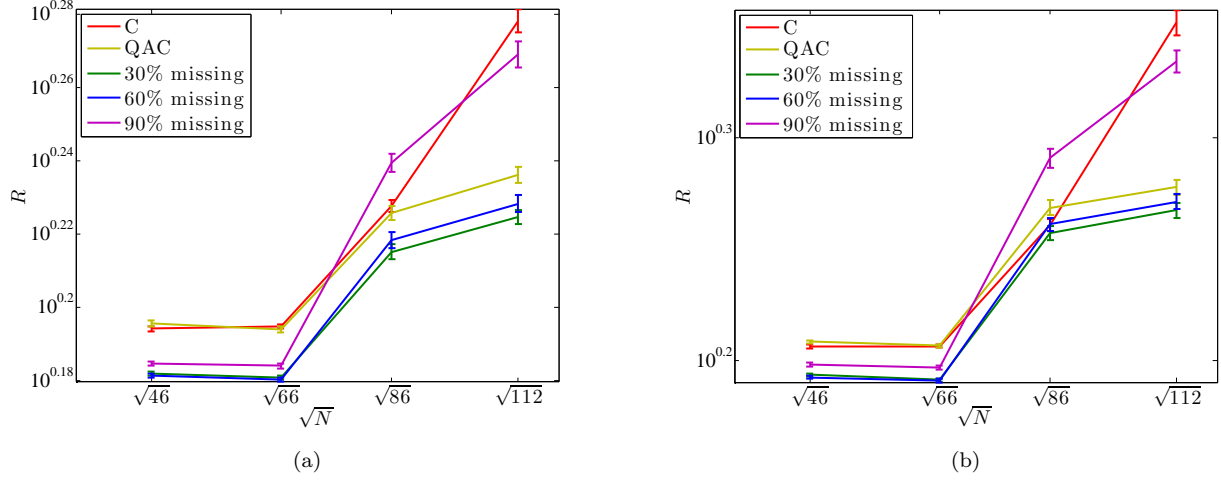 10^0.28
C
QAC
30% missing
60% missing
90% missing
10^0.26
10^0.24
R
10^0.22
10^0.2
10^0.18
√46 √66 √86 √112
√N
(a)
C
QAC
30% missing
60% missing
90% missing
10^0.3
R
10^0.2
√46 √66 √86 √112
√N
(b)